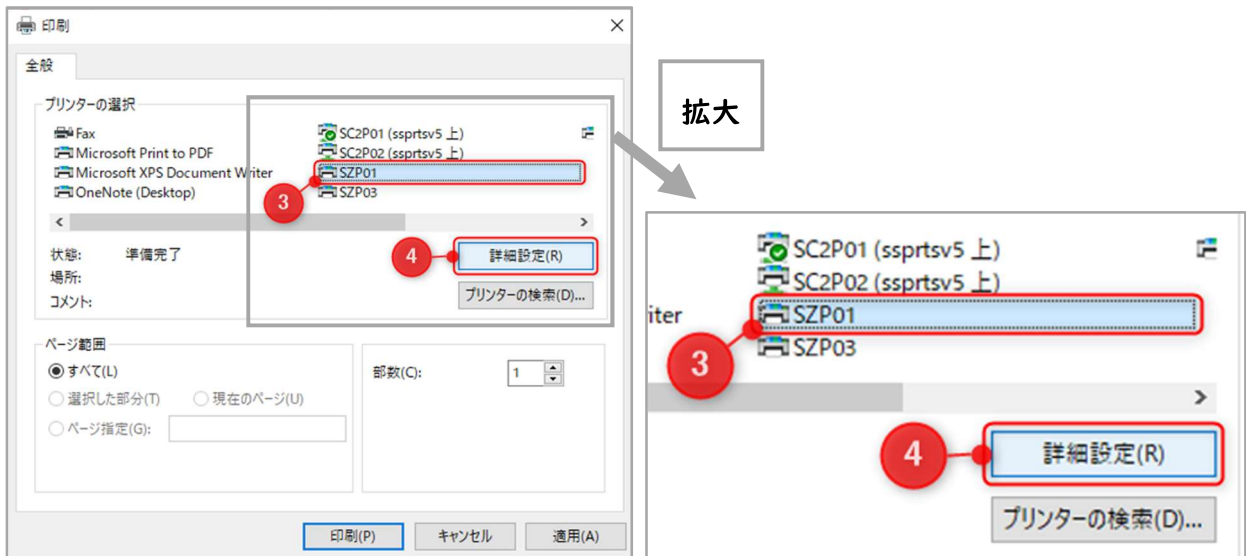 印刷
全般
プリンターの選択
Fax
Microsoft Print to PDF
Microsoft XPS Document Writer
OneNote (Desktop)
SC2P01 (ssprtsv5 上)
SC2P02 (ssprtsv5 上)
SZP01
SZP03
3
状態: 準備完了
場所:
コメント:
4
詳細設定(R)
プリンターの検索(D)...
ページ範囲
すべて(L)
選択した部分(T) 現在のページ(U)
ページ指定(G):
部数(C): 1
印刷(P) キャンセル 適用(A)
拡大
SC2P01 (ssprtsv5 上)
SC2P02 (ssprtsv5 上)
iter SZP01
SZP03
3
4
詳細設定(R)
プリンターの検索(D)...